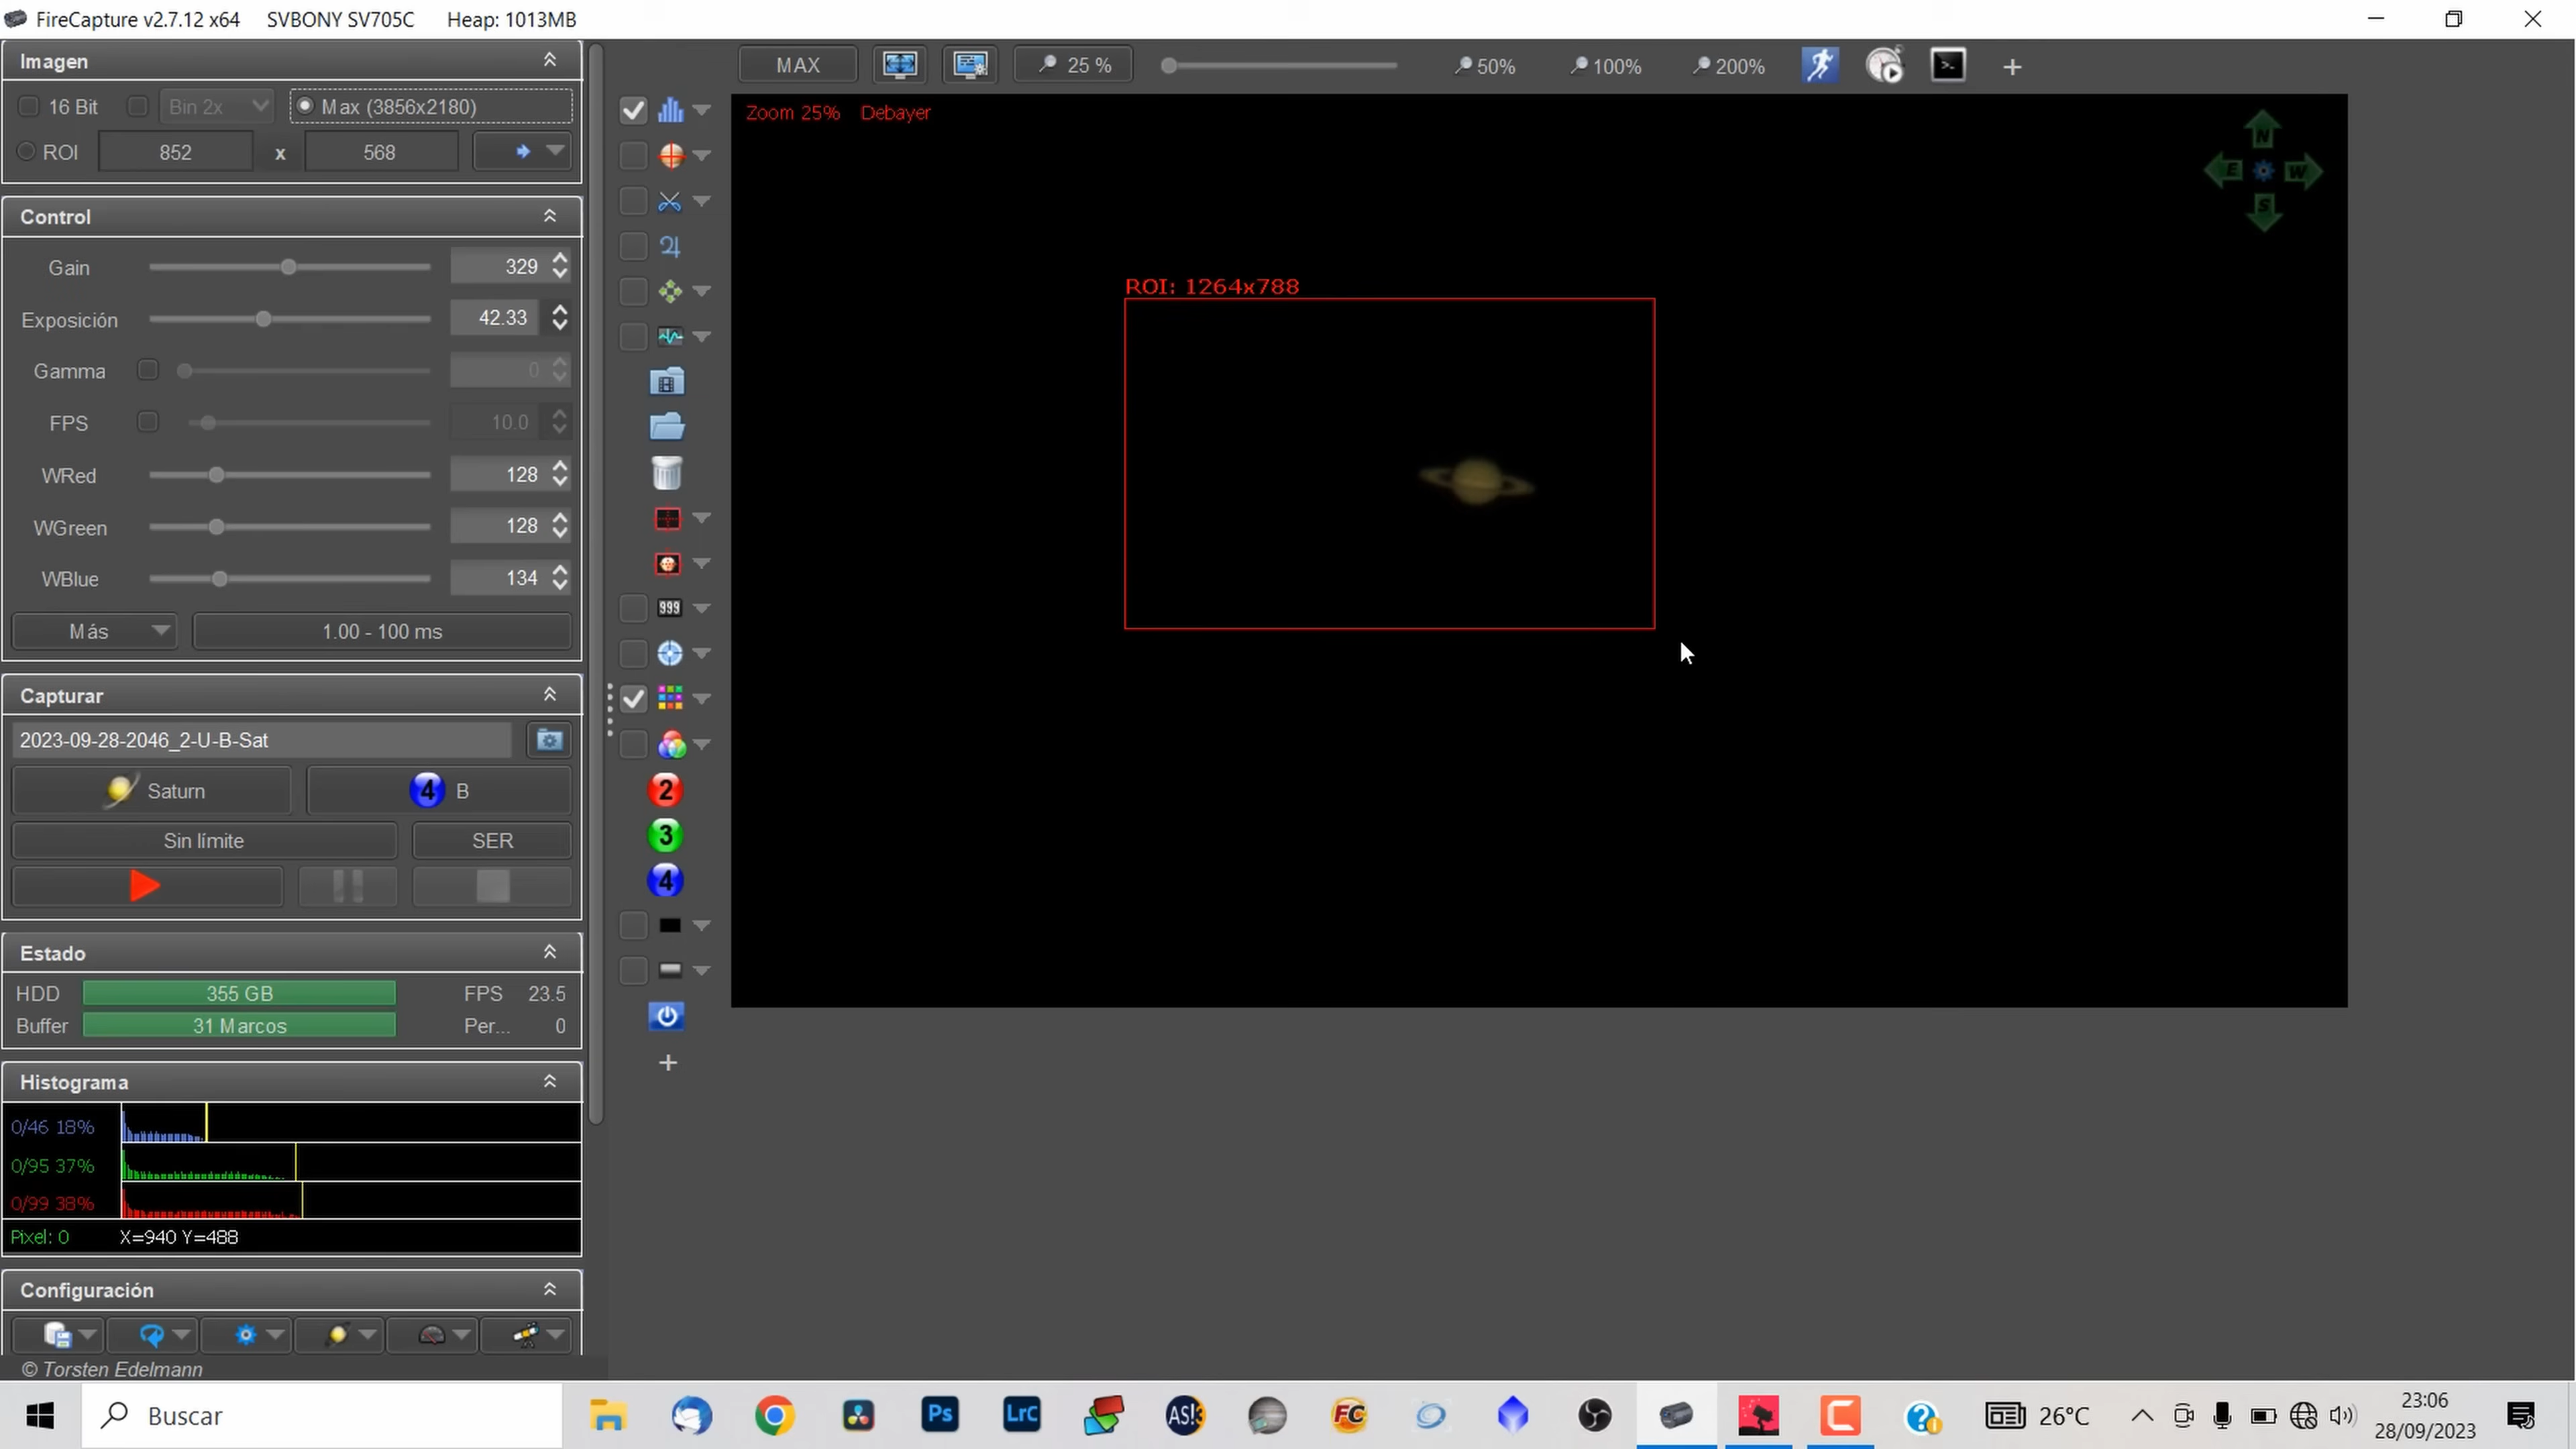 FireCapture v2.7.12 x64 SVBONY SV705C Heap: 1013MB
Imagen
16 Bit Bin 2x Max (3856x2180)
ROI 852 x 568
Control
Gain 329
Exposición 42.33
Gamma 0
FPS 10.0
WRed 128
WGreen 128
WBlue 134
Más 1.00 - 100 ms
Capturar
2023-09-28-2046_2-U-B-Sat
Saturn 4 B
Sin límite SER
Estado
HDD 355 GB FPS 23.5
Buffer 31 Marcos Per... 0
Histograma
0/46 18%
0/95 37%
0/99 38%
Pixel: 0 X=940 Y=488
Configuración
© Torsten Edelmann
999
2
3
4
MAX 25 % 50% 100% 200%
Zoom 25% Debayer
N
E W
S
ROI: 1264x788
Buscar
Ps LrC AS!3 FC C
26°C
23:06
28/09/2023